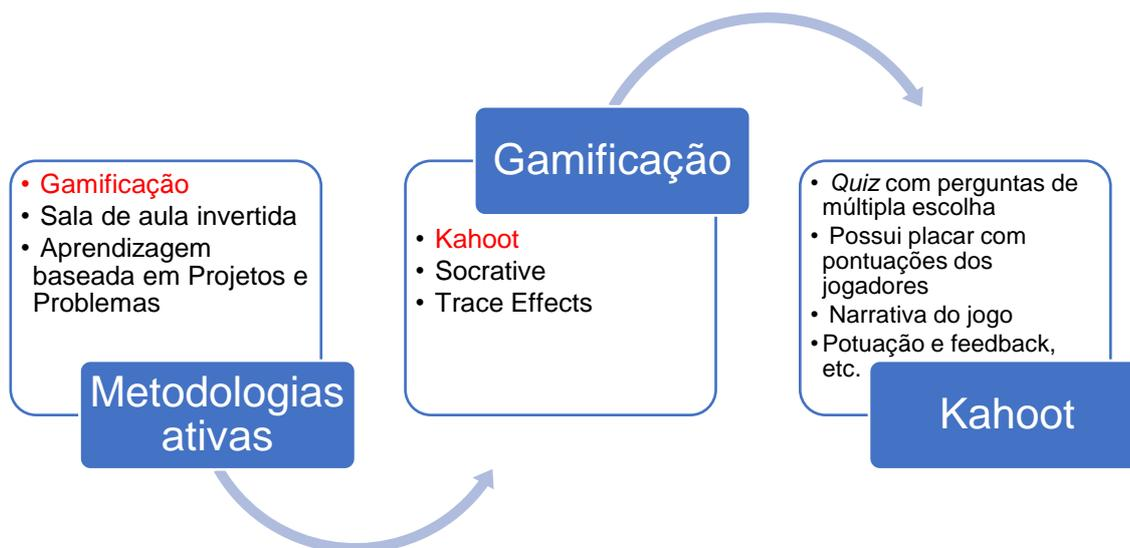 • Gamificação
• Sala de aula invertida
• Aprendizagem
baseada em Projetos e
Problemas
Metodologias
ativas
Gamificação
• Kahoot
• Socrative
• Trace Effects
• Quiz com perguntas de
múltipla escolha
• Possui placar com
pontuações dos
jogadores
• Narrativa do jogo
• Potuação e feedback,
etc.
Kahoot